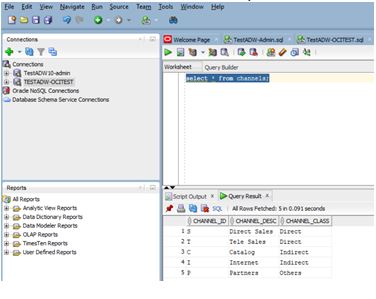 File Edit View Navigate Run Source Team Tools Window Help
Connections
Connections
TestADW10-admin
TestADW-OCITEST
Oracle NoSQL Connections
Database Schema Service Connections
Reports
All Reports
Analytic View Reports
Data Dictionary Reports
Data Modeler Reports
OLAP Reports
TimesTen Reports
User Defined Reports
Welcome Page TestADW-Admin.sql TestADW-OCITEST.sql
Worksheet Query Builder
select * from channels;
Script Output Query Result
SQL All Rows Fetched: 5 in 0.091 seconds
CHANNEL_ID CHANNEL_DESC CHANNEL_CLASS
1 S Direct Sales Direct
2 T Tele Sales Direct
3 C Catalog Indirect
4 I Internet Indirect
5 P Partners Others